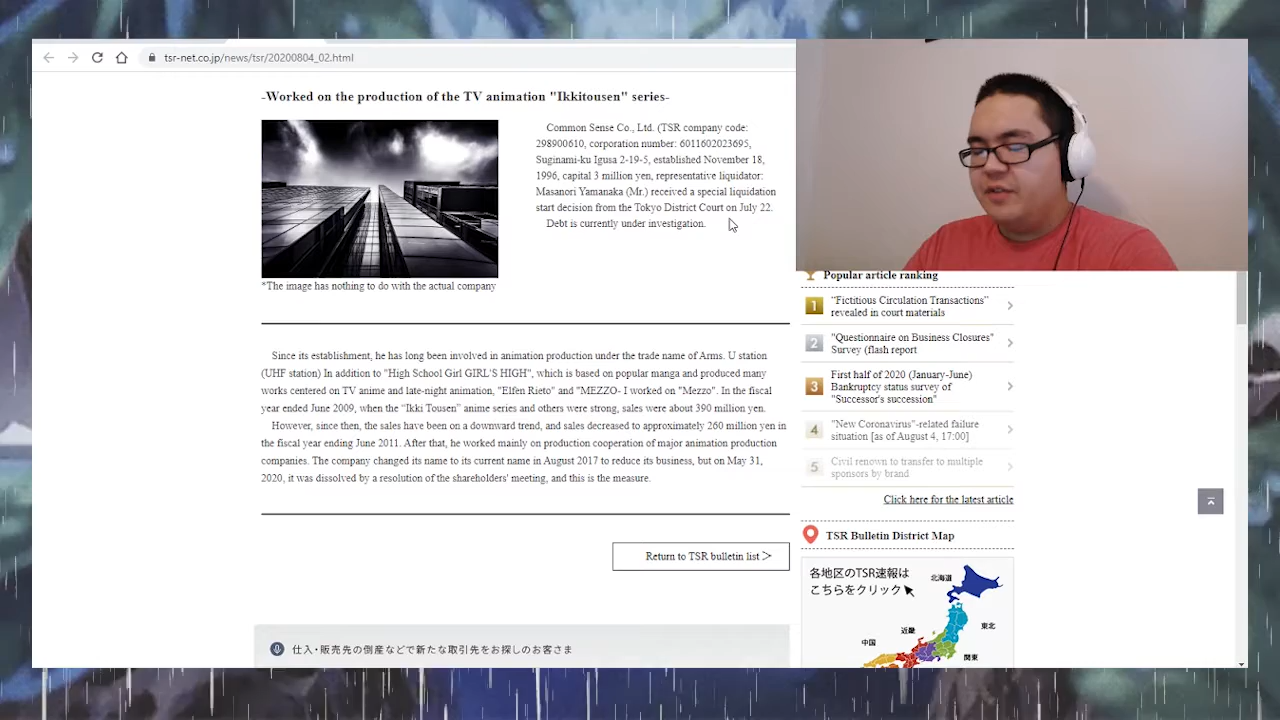 tsr-net.co.jp/news/tsr/20200804_02.html
-Worked on the production of the TV animation "Ikkitousen" series-
Common Sense Co., Ltd. (TSR company code:
298900610, corporation number: 6011602023695,
Suginami-ku Igusa 2-19-5, established November 18,
1996, capital 3 million yen, representative liquidator:
Masanori Yamanaka (Mr.) received a special liquidation
start decision from the Tokyo District Court on July 22.
Debt is currently under investigation.
*The image has nothing to do with the actual company
Since its establishment, he has long been involved in animation production under the trade name of Arms. U station
(UHF station) In addition to "High School Girl GIRL'S HIGH", which is based on popular manga and produced many
works centered on TV anime and late-night animation, "Elfen Rieto" and "MEZZO- I worked on "Mezzo". In the fiscal
year ended June 2009, when the “Ikki Tousen” anime series and others were strong, sales were about 390 million yen.
However, since then, the sales have been on a downward trend, and sales decreased to approximately 260 million yen in
the fiscal year ending June 2011. After that, he worked mainly on production cooperation of major animation production
companies. The company changed its name to its current name in August 2017 to reduce its business, but on May 31,
2020, it was dissolved by a resolution of the shareholders' meeting, and this is the measure.
Return to TSR bulletin list >
仕入・販売先の倒産などで新たな取引先をお探しのお客さま
Popular article ranking
1 “Fictitious Circulation Transactions”
revealed in court materials
2 "Questionnaire on Business Closures"
Survey (flash report
3 First half of 2020 (January-June)
Bankruptcy status survey of
"Successor's succession"
4 "New Coronavirus"-related failure
situation [as of August 4, 17:00]
5 Civil renown to transfer to multiple
sponsors by brand
Click here for the latest article
TSR Bulletin District Map
各地区のTSR速報は
こちらをクリック
北海道
東北
近畿
中国
関東